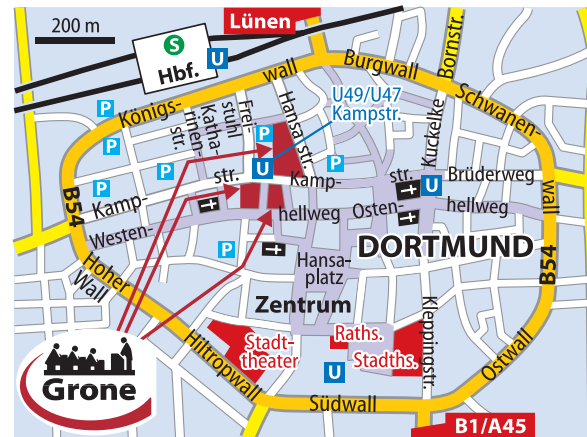 Lünen
200 m
S
Hbf.
U
Königs-
wall
Burgwall
Schwanen-
wall
Bornstr.
Kuckelke
P
P
P
P
P
P
P
P
Katha-
rinen-
str.
Frei-
stuhl
Hansastr.
U49/U47
Kampstr.
U
Kamp-
str.
Kamp-
str.
U
Brüderweg
B54
Westen-
hellweg
Osten-
hellweg
Hansa-
platz
DORTMUND
B54
Hoher
Wall
Zentrum
Hiltropwall
Stadt-
theater
Raths.
Stadths.
U
Kleppingstr.
Ostwall
Südwall
Grone
B1/A45